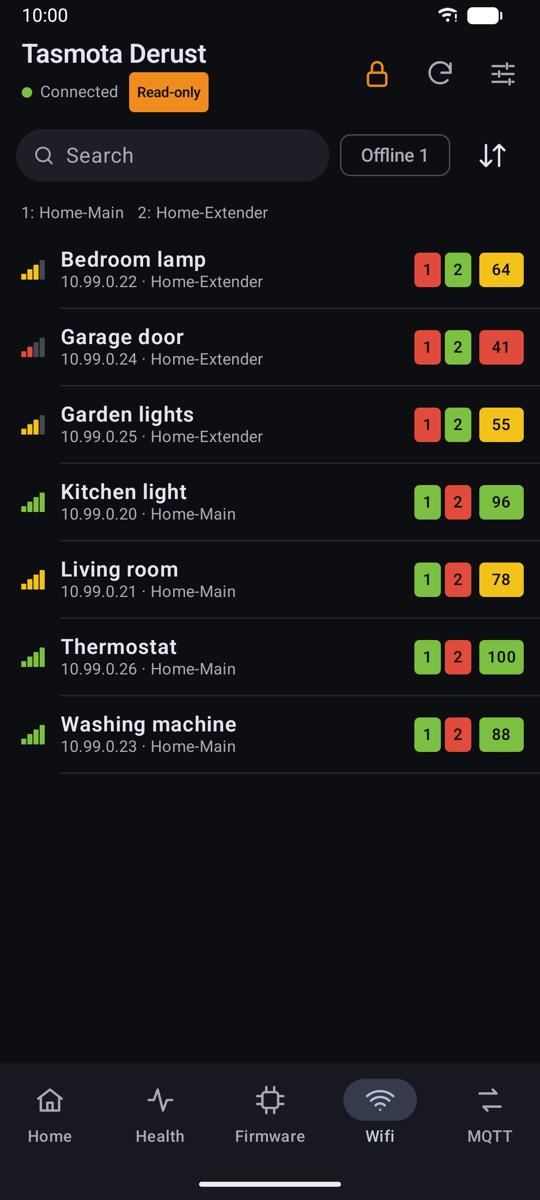 10:00
Tasmota Derust
Connected Read-only
Search Offline 1
1: Home-Main 2: Home-Extender
Bedroom lamp
10.99.0.22 · Home-Extender
1 2 64
Garage door
10.99.0.24 · Home-Extender
1 2 41
Garden lights
10.99.0.25 · Home-Extender
1 2 55
Kitchen light
10.99.0.20 · Home-Main
1 2 96
Living room
10.99.0.21 · Home-Main
1 2 78
Thermostat
10.99.0.26 · Home-Main
1 2 100
Washing machine
10.99.0.23 · Home-Main
1 2 88
Home Health Firmware Wifi MQTT